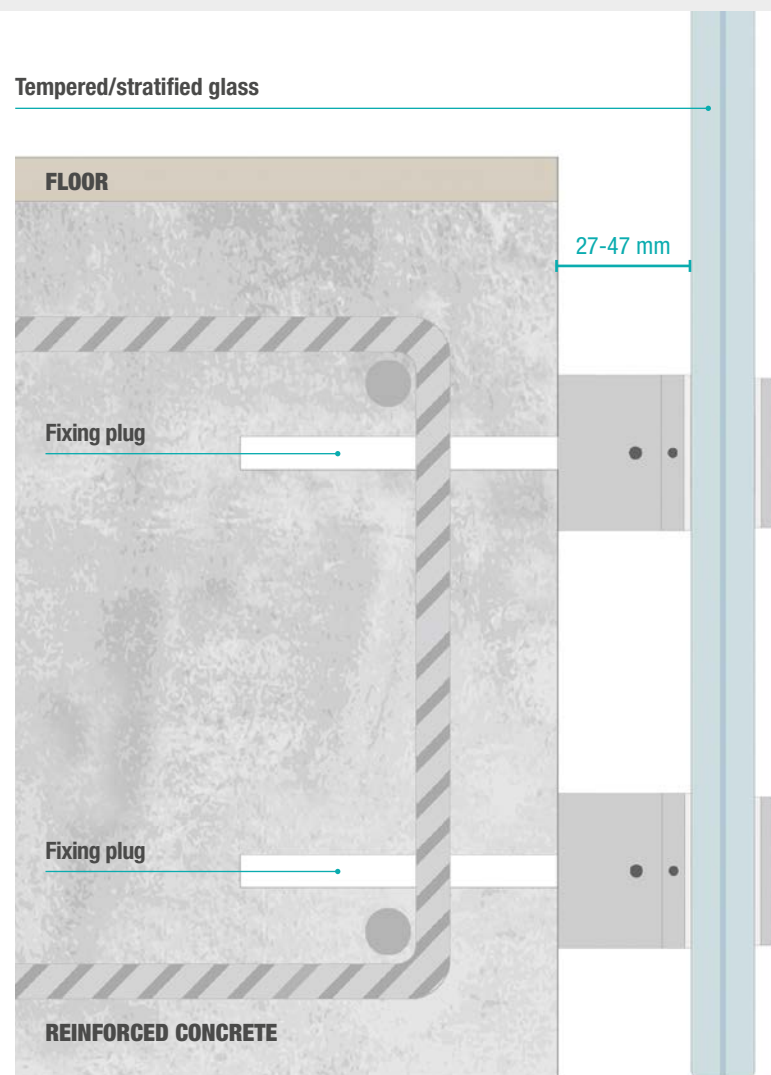 Tempered/stratified glass
FLOOR
27-47 mm
Fixing plug
Fixing plug
REINFORCED CONCRETE